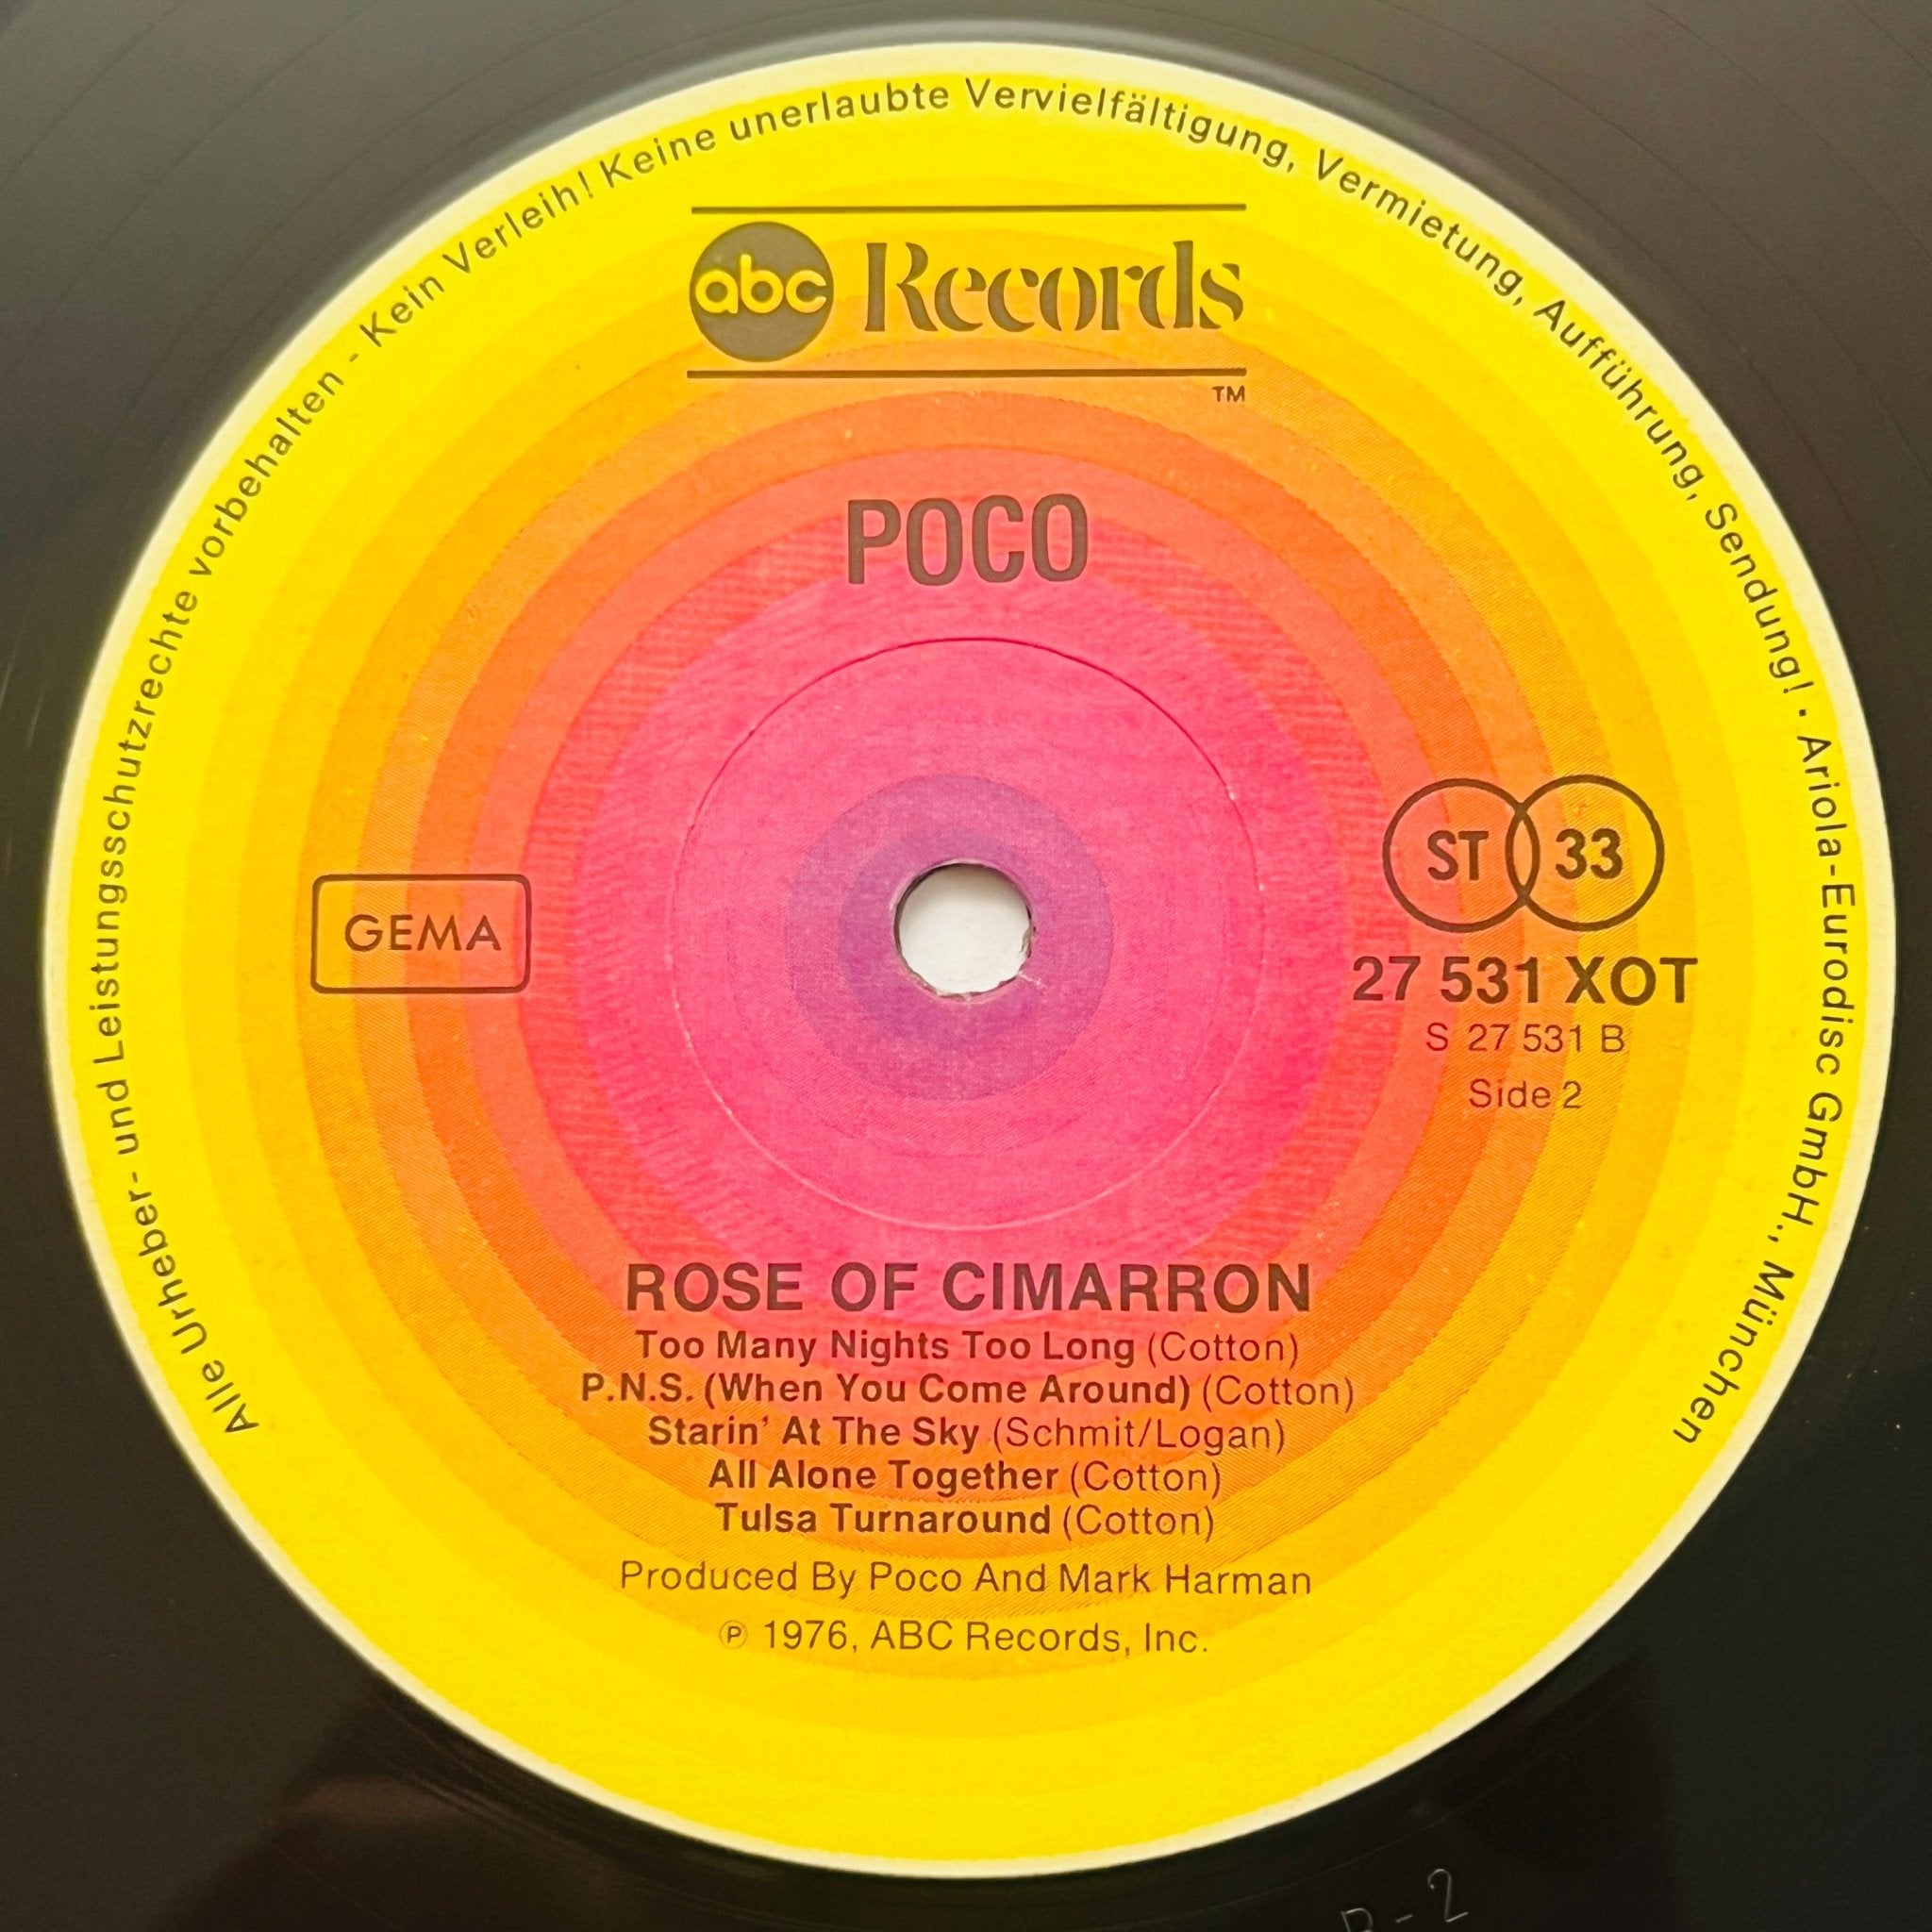 Alle Urheber- und Leistungsschutzrechte vorbehalten - Kein Verleih! Keine unerlaubte Vervielfältigung, Vermietung, Aufführung, Sendung! · Ariola-Eurodisc GmbH., München
abc Records
TM
POCO
GEMA
ST 33
27 531 XOT
S 27 531 B
Side 2
ROSE OF CIMARRON
Too Many Nights Too Long (Cotton)
P.N.S. (When You Come Around) (Cotton)
Starin' At The Sky (Schmit/Logan)
All Alone Together (Cotton)
Tulsa Turnaround (Cotton)
Produced By Poco And Mark Harman
℗ 1976, ABC Records, Inc.
B-2